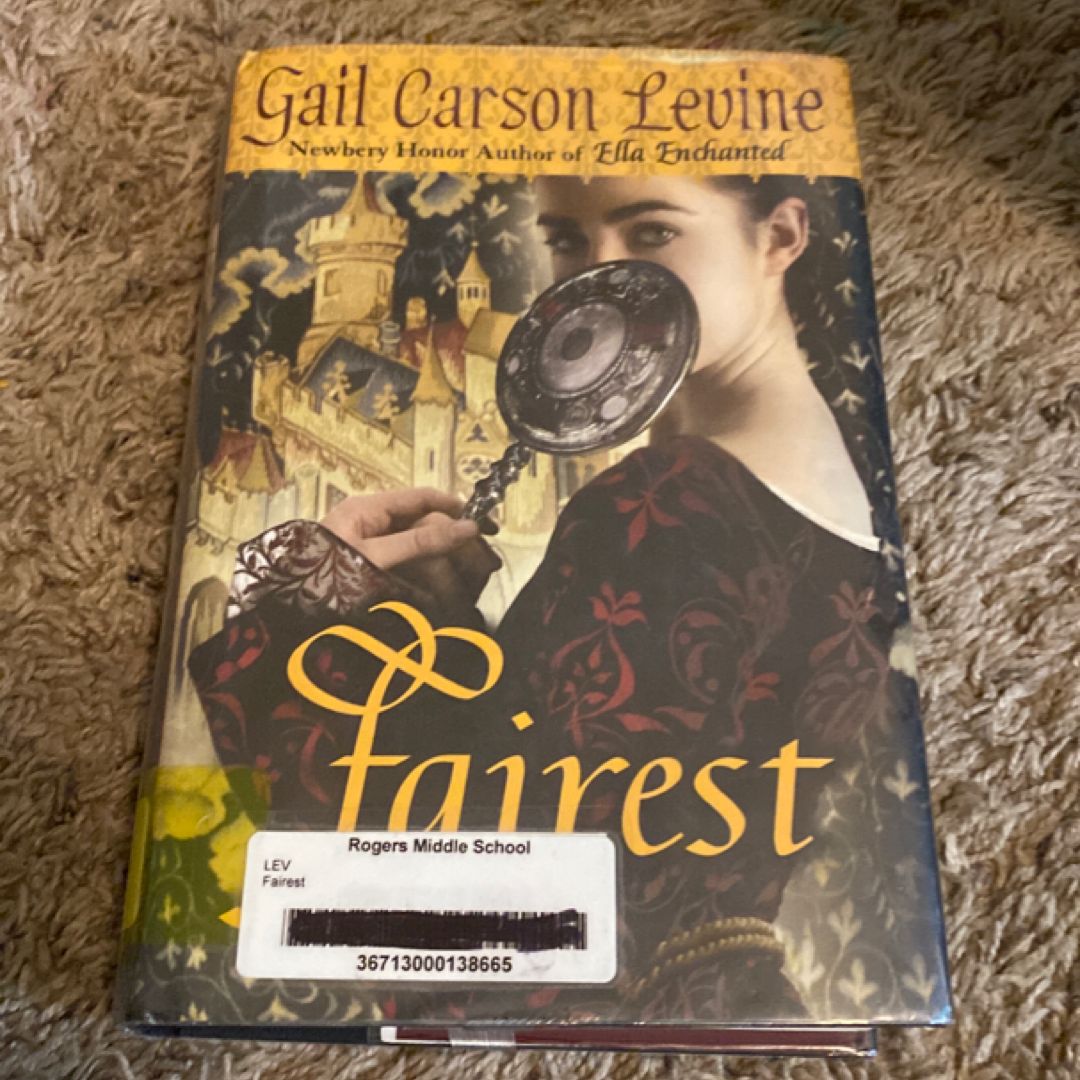 Gail Carson Levine
Newbery Honor Author of Ella Enchanted
Fairest
Rogers Middle School
LEV
Fairest
36713000138665